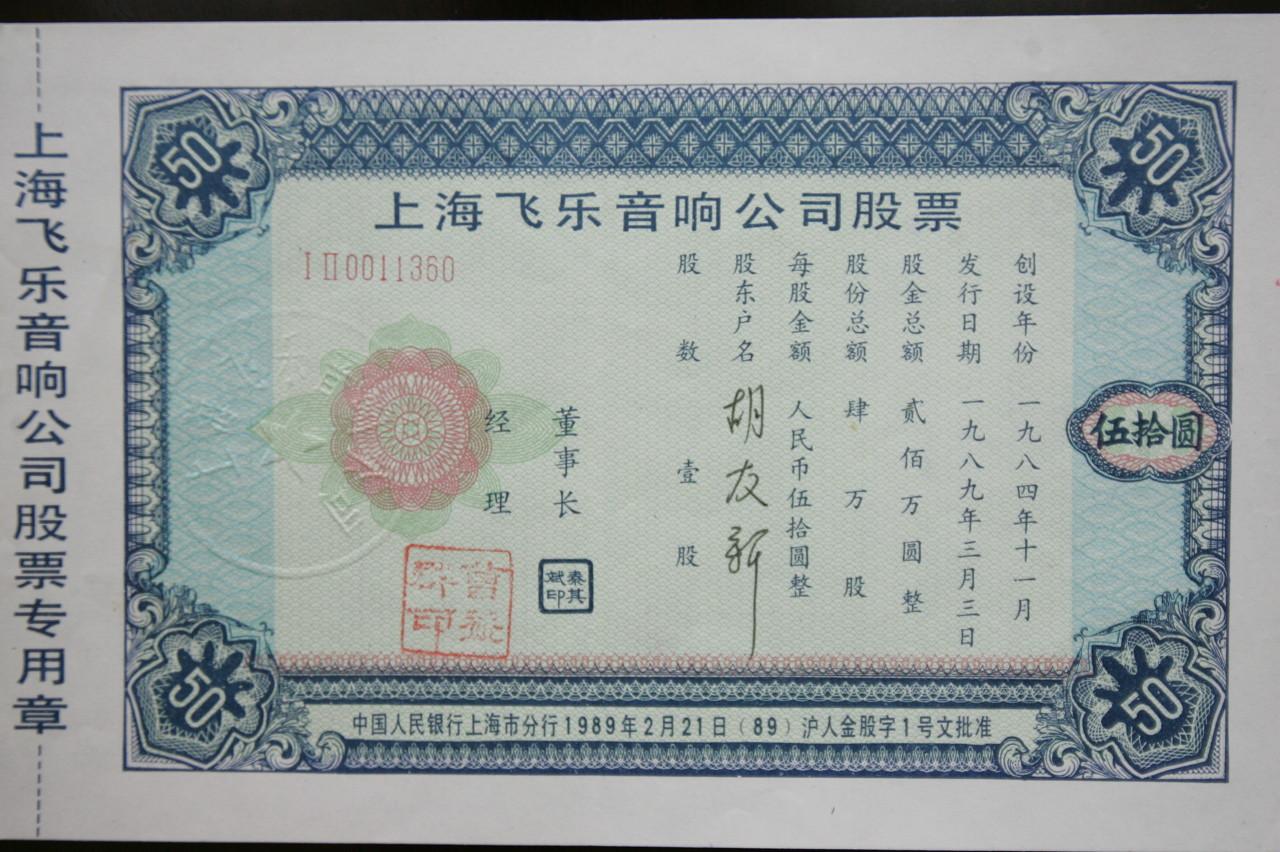 上海飞乐音响公司股票专用章
50
50
上海飞乐音响公司股票
IⅡ0011360
创设年份 一九八四年十一月
发行日期 一九八九年三月三日
股金总额 贰佰万圆整
股份总额 肆万股
每股金额 人民币伍拾圆整
股东户名 胡友新
股数 壹股
董事长
秦其斌印
经理
伍拾圆
50
50
中国人民银行上海市分行1989年2月21日(89)沪人金股字1号文批准